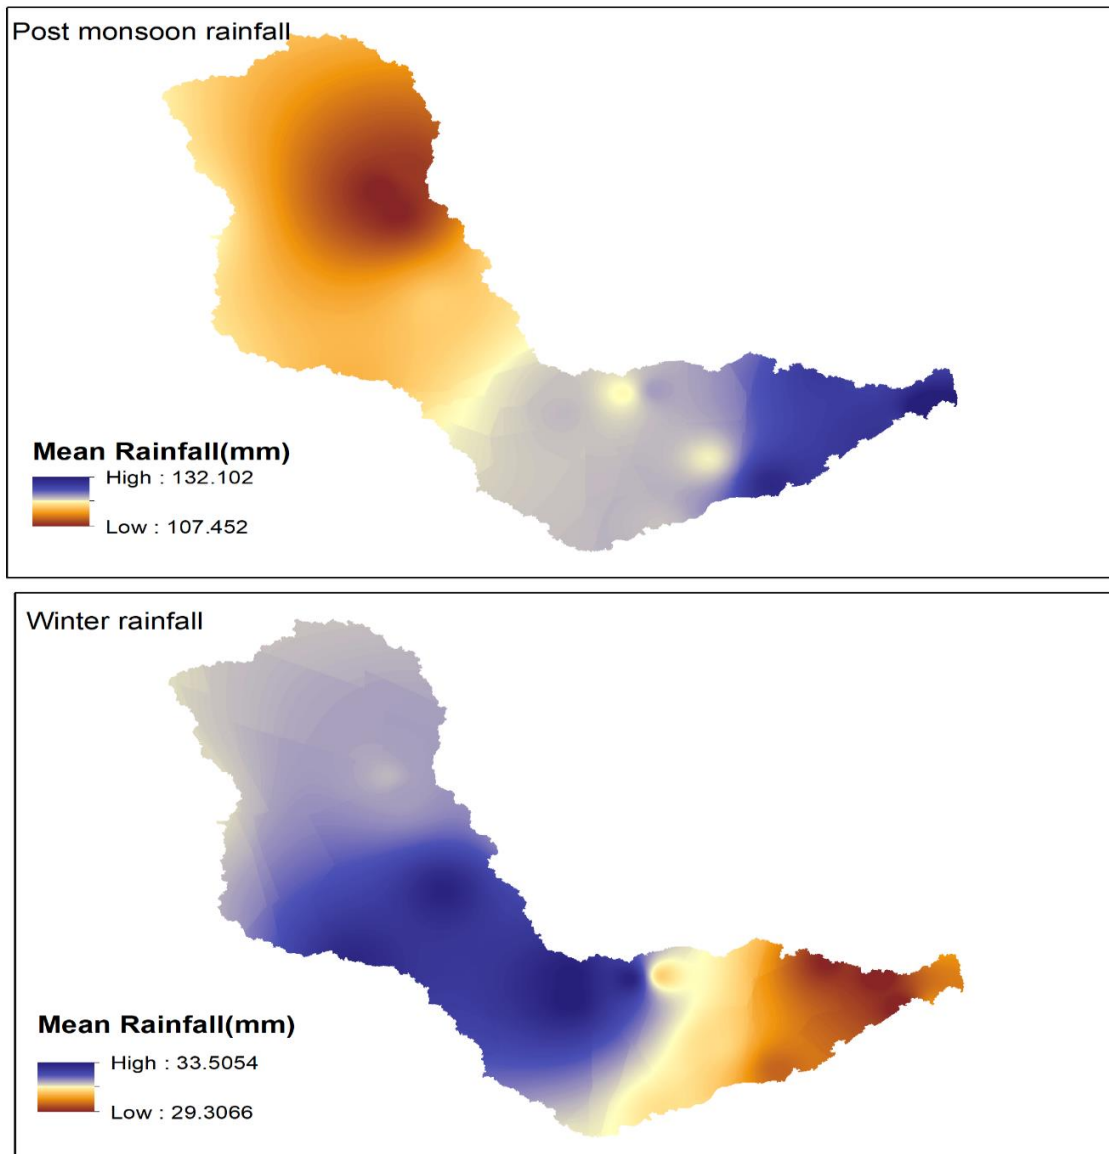 Post monsoon rainfall
Mean Rainfall(mm)
High : 132.102
Low : 107.452
Winter rainfall
Mean Rainfall(mm)
High : 33.5054
Low : 29.3066